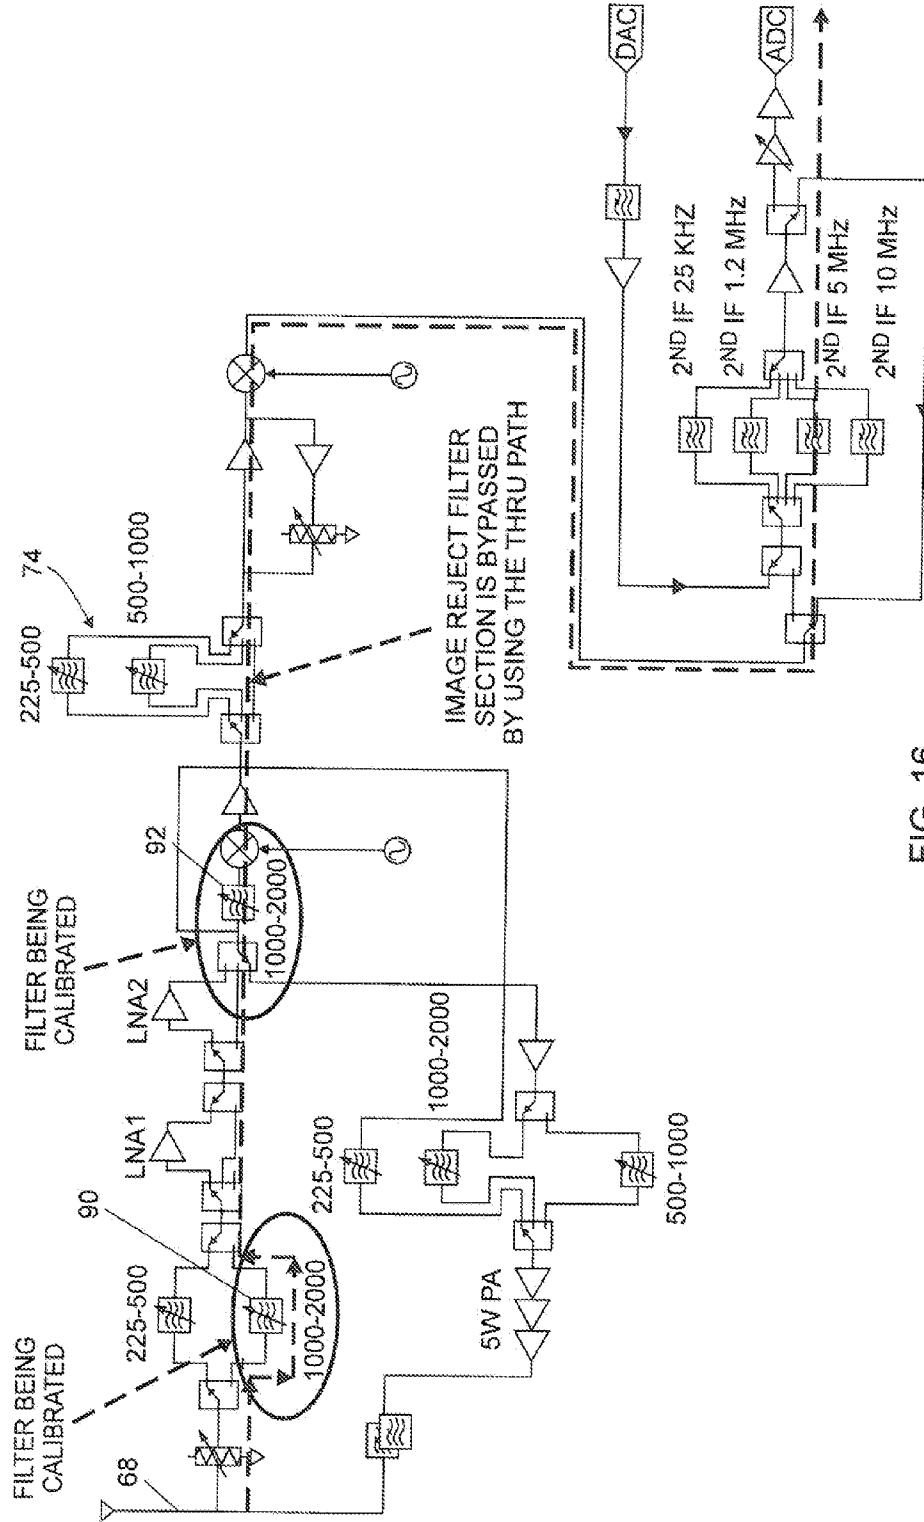 FILTER BEING
CALIBRATED
68
225-500
90
1000-2000
LNA1
LNA2
FILTER BEING
CALIBRATED
92
1000-2000
225-500
74
500-1000
IMAGE REJECT FILTER
SECTION IS BYPASSED
BY USING THE THRU PATH
5W PA
225-500
1000-2000
500-1000
DAC
ADC
2ND IF 25 KHZ
2ND IF 1.2 MHz
2ND IF 5 MHz
2ND IF 10 MHz
FIG. 16